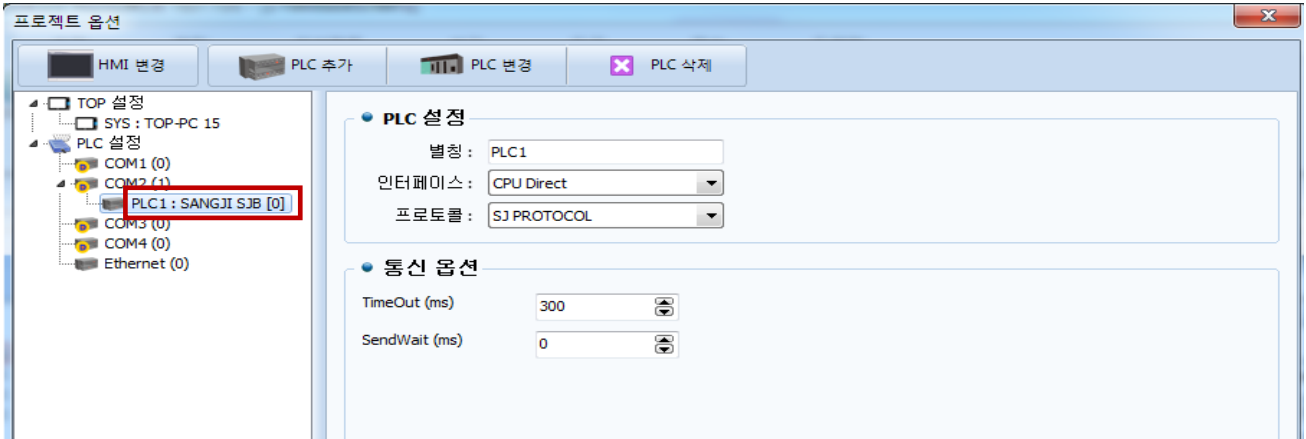 프로젝트 옵션
HMI 변경 PLC 추가 PLC 변경 PLC 삭제
TOP 설정
SYS : TOP-PC 15
PLC 설정
COM1 (0)
COM2 (1)
PLC1 : SANGJI SJB [0]
COM3 (0)
COM4 (0)
Ethernet (0)
PLC 설정
별칭 : PLC1
인터페이스 : CPU Direct
프로토콜 : SJ PROTOCOL
통신 옵션
TimeOut (ms) 300
SendWait (ms) 0